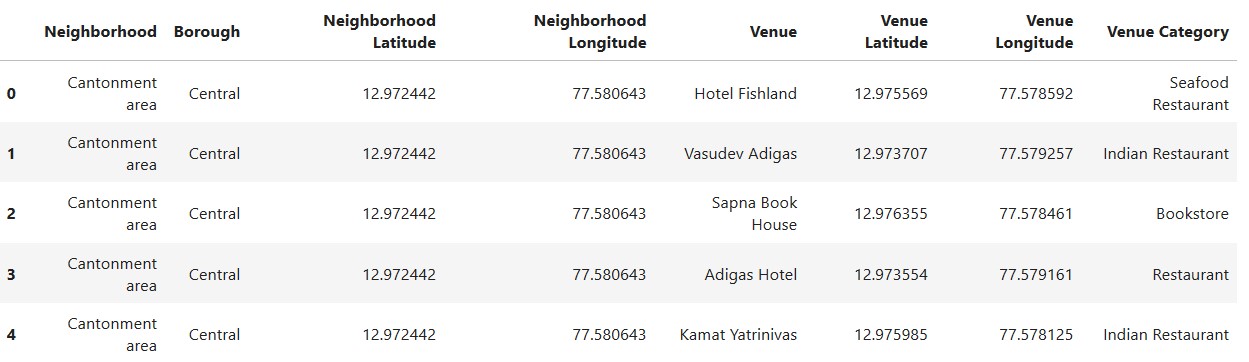 Neighborhood Borough Neighborhood Latitude Neighborhood Longitude Venue Venue Latitude Venue Longitude Venue Category
0 Cantonment area Central 12.972442 77.580643 Hotel Fishland 12.975569 77.578592 Seafood Restaurant
1 Cantonment area Central 12.972442 77.580643 Vasudev Adigas 12.973707 77.579257 Indian Restaurant
2 Cantonment area Central 12.972442 77.580643 Sapna Book House 12.976355 77.578461 Bookstore
3 Cantonment area Central 12.972442 77.580643 Adigas Hotel 12.973554 77.579161 Restaurant
4 Cantonment area Central 12.972442 77.580643 Kamat Yatrinivas 12.975985 77.578125 Indian Restaurant